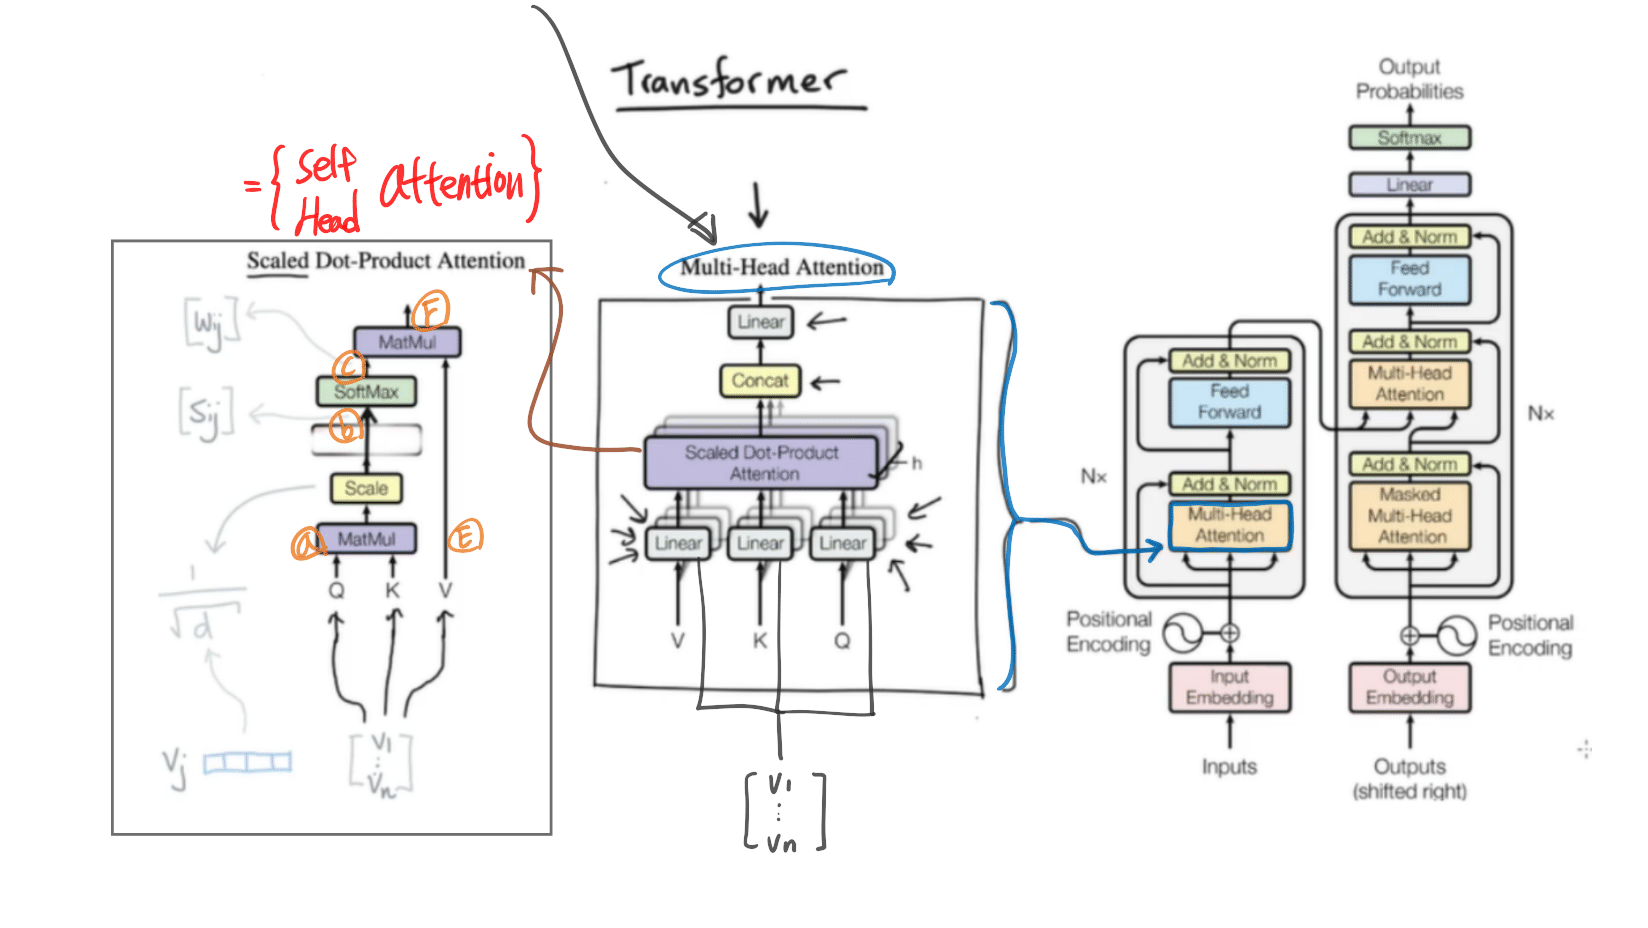 Transformer
= { Self
Head
Attention }
Scaled Dot-Product Attention
F
[Wij]
MatMul
C
SoftMax
[Sij]
b
Scale
a
MatMul
E
Q K V
1
√d
Vj
[V1
⋮
Vn]
Multi-Head Attention
Linear
Concat
Scaled Dot-Product
Attention
h
Linear Linear Linear
V K Q
[V1
⋮
Vn]
Add & Norm
Feed
Forward
Nx
Add & Norm
Multi-Head
Attention
Positional
Encoding
Input
Embedding
Inputs
Output
Probabilities
Softmax
Linear
Add & Norm
Feed
Forward
Add & Norm
Multi-Head
Attention
Nx
Add & Norm
Masked
Multi-Head
Attention
Positional
Encoding
Output
Embedding
Outputs
(shifted right)